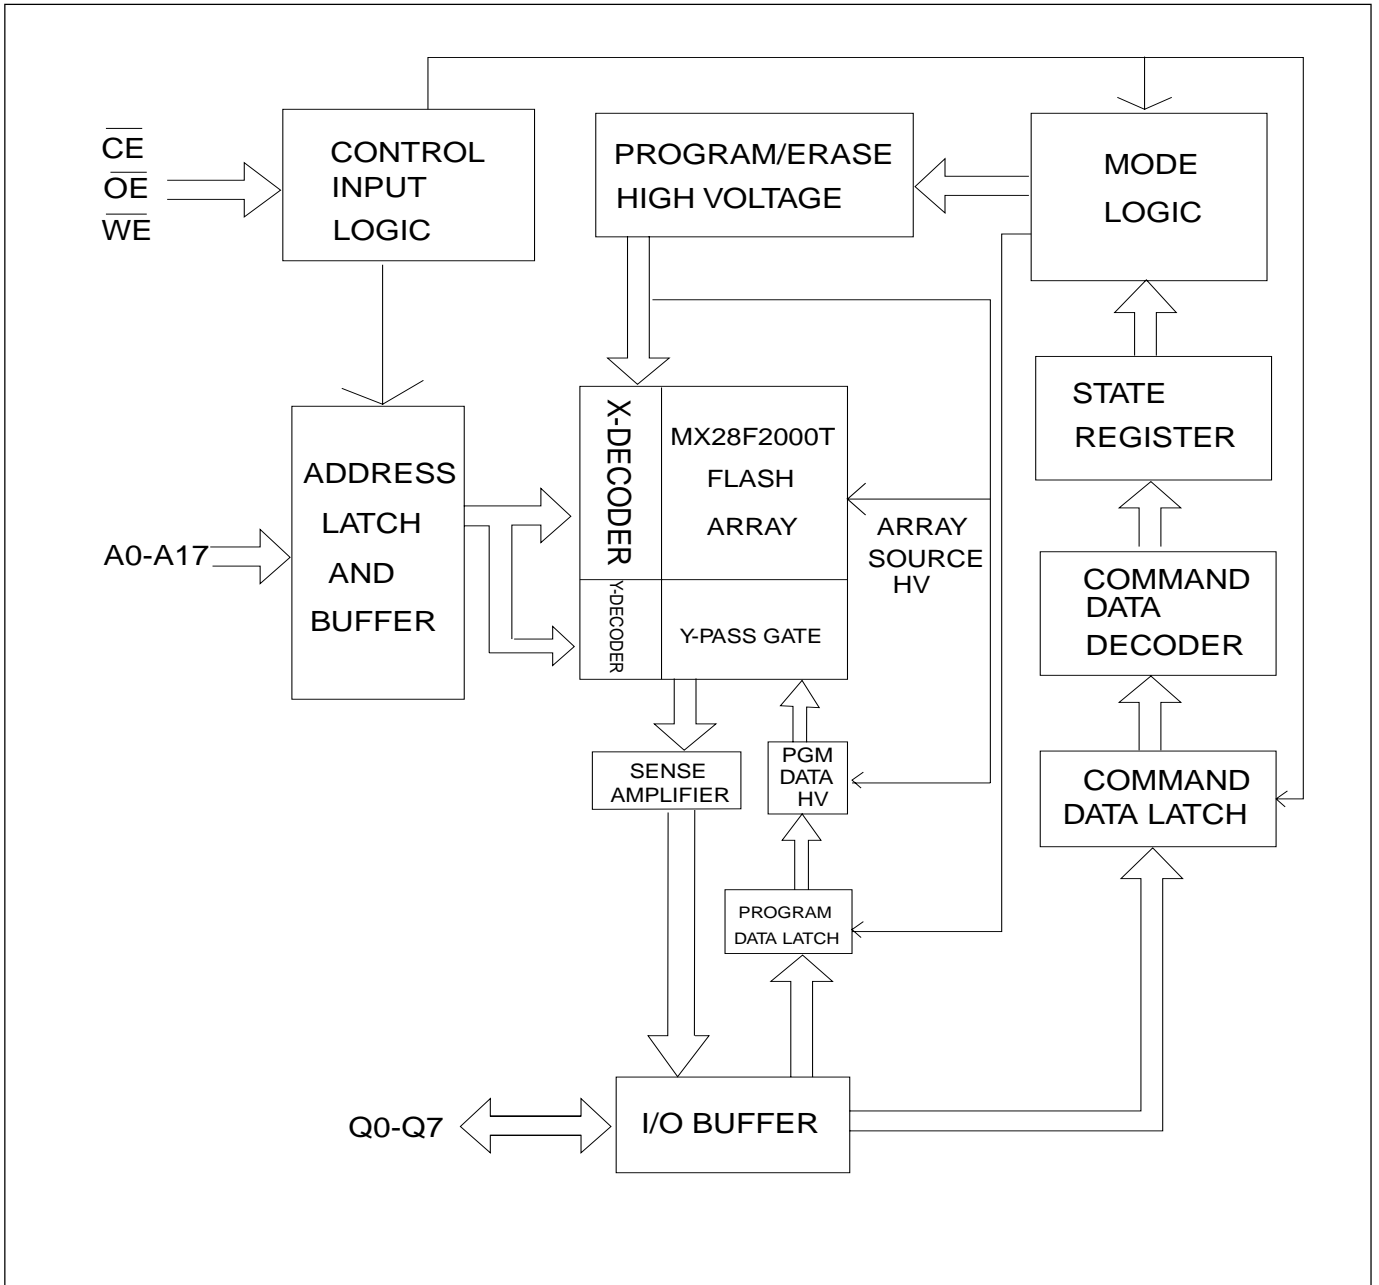 CE
OE
WE
CONTROL
INPUT
LOGIC
PROGRAM/ERASE
HIGH VOLTAGE
MODE
LOGIC
STATE
REGISTER
ADDRESS
LATCH
AND
BUFFER
A0-A17
X-DECODER
MX28F2000T
FLASH
ARRAY
Y-DECODER
Y-PASS GATE
ARRAY
SOURCE
HV
COMMAND
DATA
DECODER
SENSE
AMPLIFIER
PGM
DATA
HV
COMMAND
DATA LATCH
PROGRAM
DATA LATCH
Q0-Q7
I/O BUFFER